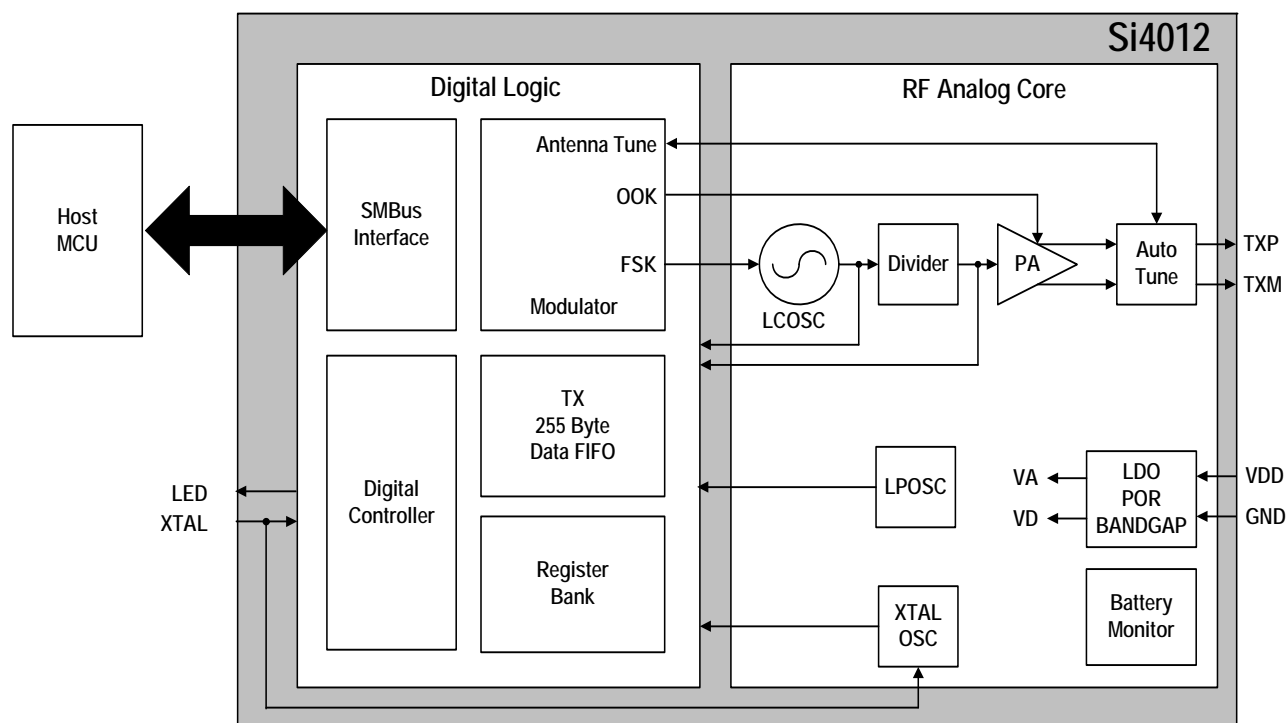 Si4012
Digital Logic
RF Analog Core
Host
MCU
SMBus
Interface
Antenna Tune
OOK
FSK
Modulator
LCOSC
Divider
PA
Auto
Tune
TXP
TXM
Digital
Controller
TX
255 Byte
Data FIFO
Register
Bank
LED
XTAL
LPOSC
XTAL
OSC
VA
VD
LDO
POR
BANDGAP
VDD
GND
Battery
Monitor